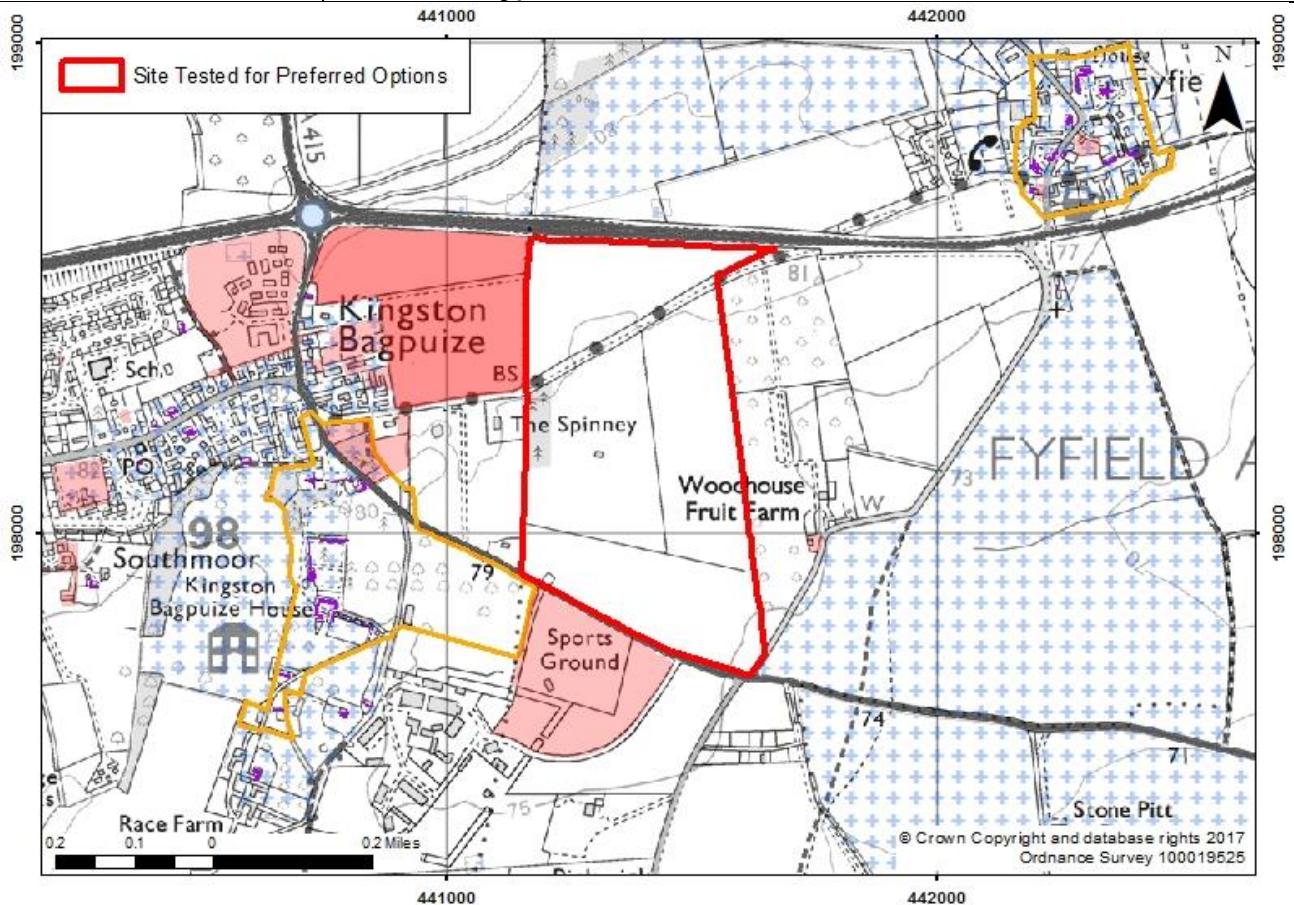 441000
442000
199000
199000
Site Tested for Preferred Options
House
Fyfie
N
A 415
77
81
Kingston
Bagpuize
Sch
BS
The Spinney
FYFIELD A
PO
82
80
73
Woodhouse
Fruit Farm
W
198000
198000
98
Southmoor
Kingston
Bagpuize House
79
Sports
Ground
74
71
75
Stone Pitt
Race Farm
0.2
0.1
0
0.2 Miles
© Crown Copyright and database rights 2017
Ordnance Survey 100019525
441000
442000